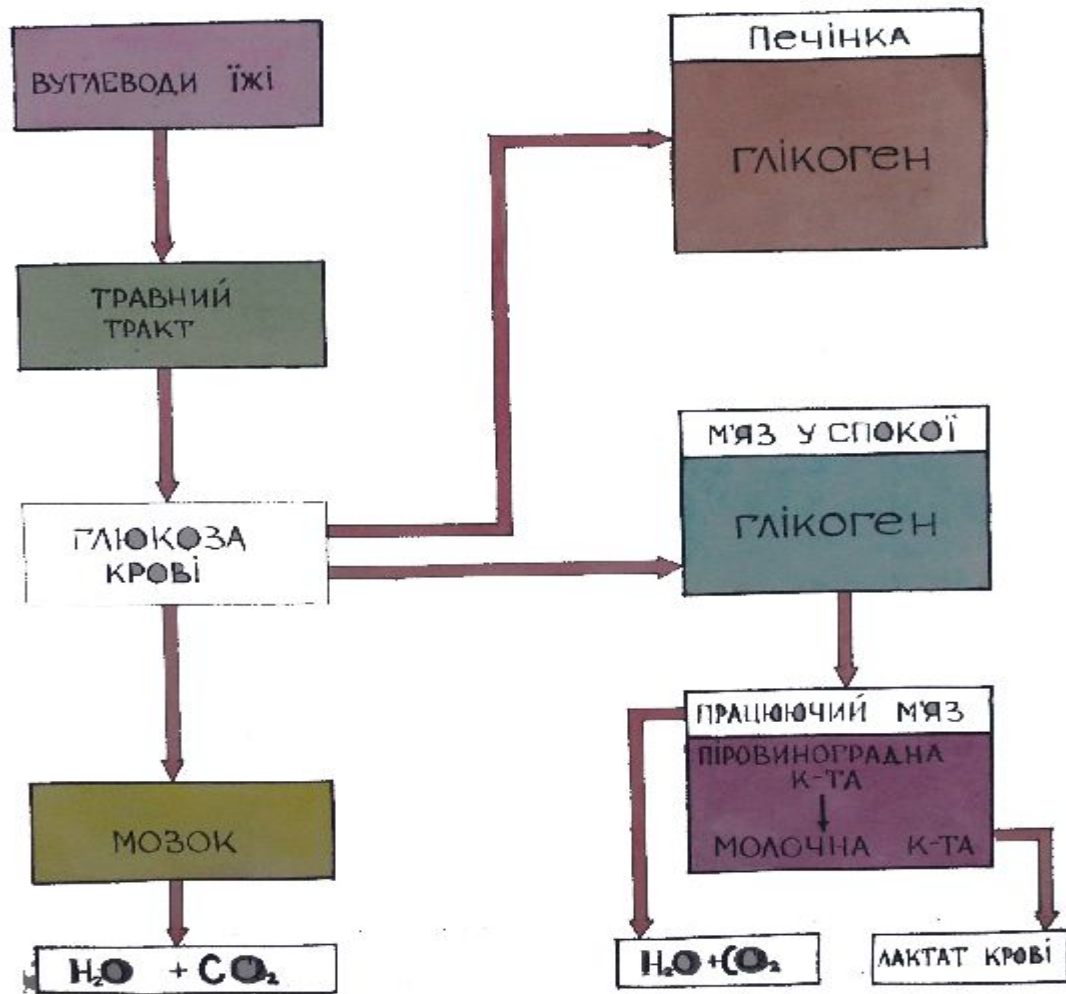 ВУГЛЕВОДИ ЇЖІ
ТРАВНИЙ
ТРАКТ
ГЛЮКОЗА
КРОВІ
МОЗОК
H₂O + CO₂
Печінка
глікоген
М'ЯЗ У СПОКОЇ
глікоген
ПРАЦЮЮЧИЙ М'ЯЗ
ПІРОВИНОГРАДНА
К-ТА
МОЛОЧНА К-ТА
H₂O+CO₂
ЛАКТАТ КРОВІ